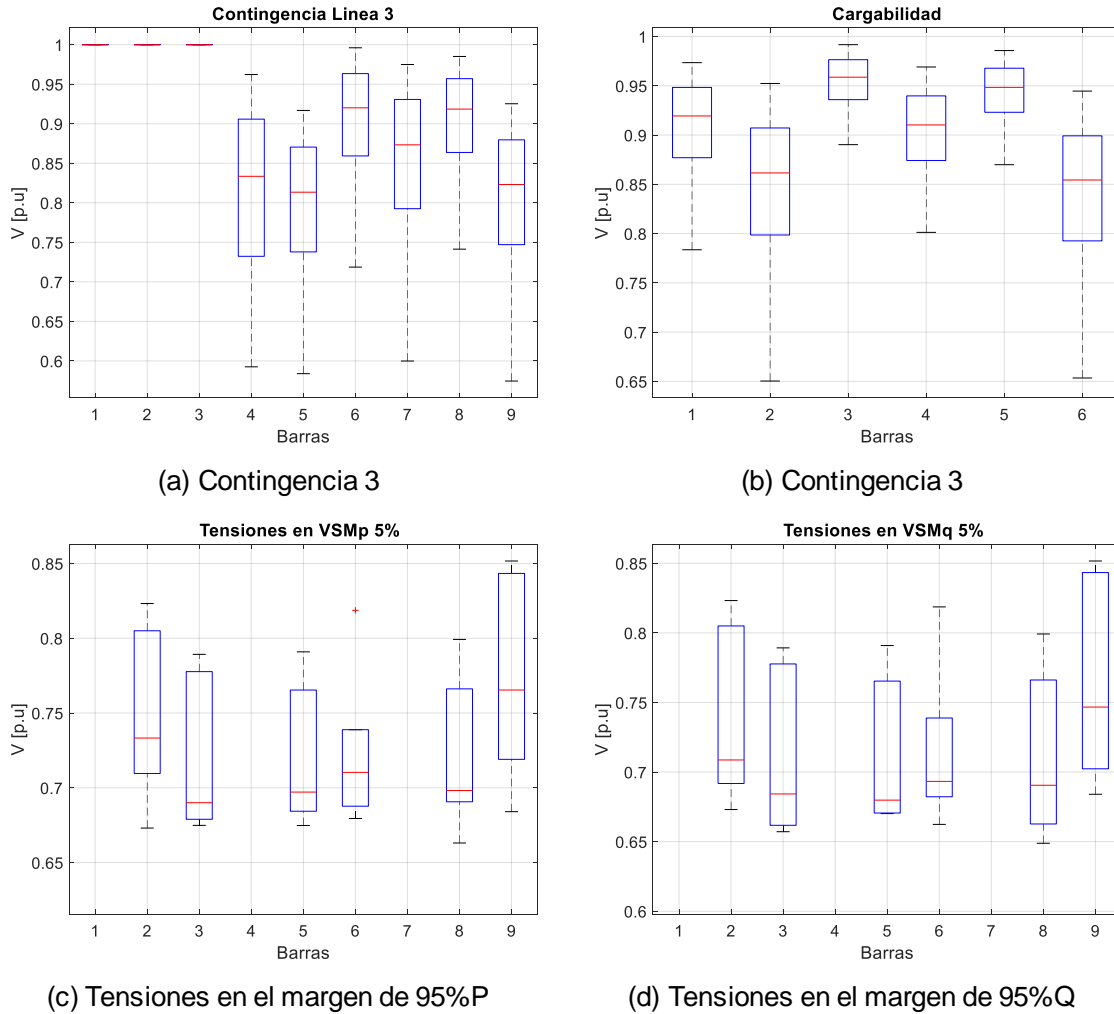 Contingencia Linea 3
1
0.95
0.9
0.85
0.8
0.75
0.7
0.65
0.6
V [p.u]
1 2 3 4 5 6 7 8 9
Barras
(a) Contingencia 3
Cargabilidad
1
0.95
0.9
0.85
0.8
0.75
0.7
0.65
V [p.u]
1 2 3 4 5 6
Barras
(b) Contingencia 3
Tensiones en VSMp 5%
0.85
0.8
0.75
0.7
0.65
V [p.u]
1 2 3 4 5 6 7 8 9
Barras
(c) Tensiones en el margen de 95%P
Tensiones en VSMq 5%
0.85
0.8
0.75
0.7
0.65
0.6
V [p.u]
1 2 3 4 5 6 7 8 9
Barras
(d) Tensiones en el margen de 95%Q